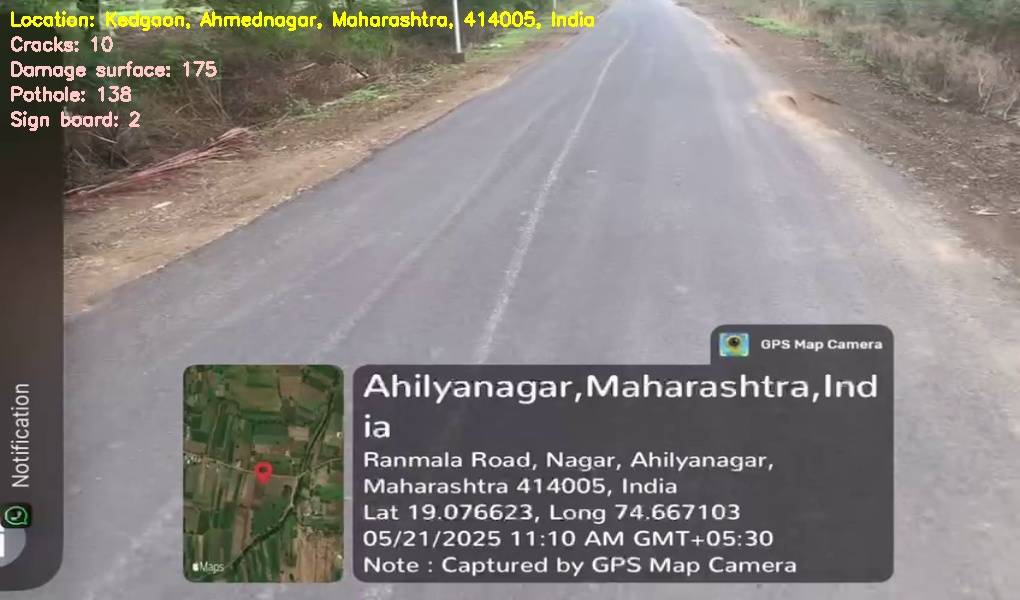 Location: Kedgaon, Ahmednagar, Maharashtra, 414005, India
Cracks: 10
Damage surface: 175
Pothole: 138
Sign board: 2
Notification
GPS Map Camera
Ahilyanagar,Maharashtra,Ind
ia
Ranmala Road, Nagar, Ahilyanagar,
Maharashtra 414005, India
Lat 19.076623, Long 74.667103
05/21/2025 11:10 AM GMT+05:30
Note : Captured by GPS Map Camera
Maps